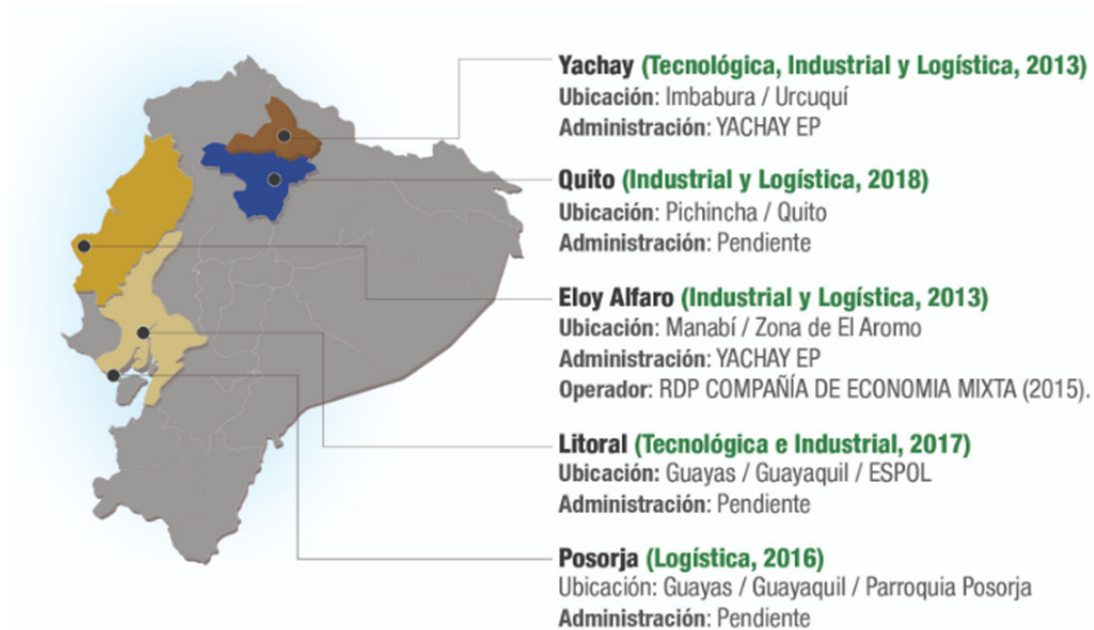 Yachay (Tecnológica, Industrial y Logística, 2013)
Ubicación: Imbabura / Urcuquí
Administración: YACHAY EP
Quito (Industrial y Logística, 2018)
Ubicación: Pichincha / Quito
Administración: Pendiente
Eloy Alfaro (Industrial y Logística, 2013)
Ubicación: Manabí / Zona de El Aromo
Administración: YACHAY EP
Operador: RDP COMPAÑÍA DE ECONOMIA MIXTA (2015).
Litoral (Tecnológica e Industrial, 2017)
Ubicación: Guayas / Guayaquil / ESPOL
Administración: Pendiente
Posorja (Logística, 2016)
Ubicación: Guayas / Guayaquil / Parroquia Posorja
Administración: Pendiente